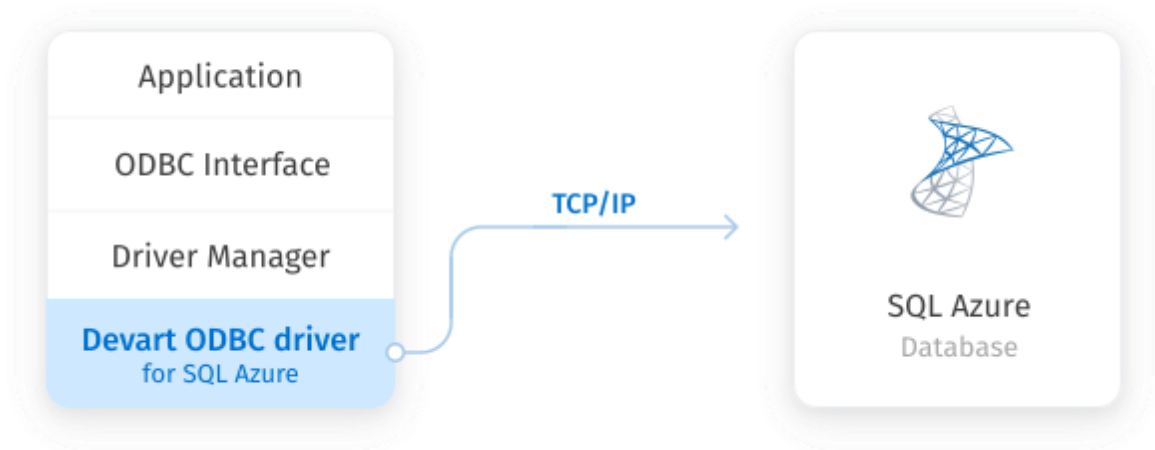 Application
ODBC Interface
Driver Manager
Devart ODBC driver
for SQL Azure
TCP/IP
SQL Azure
Database